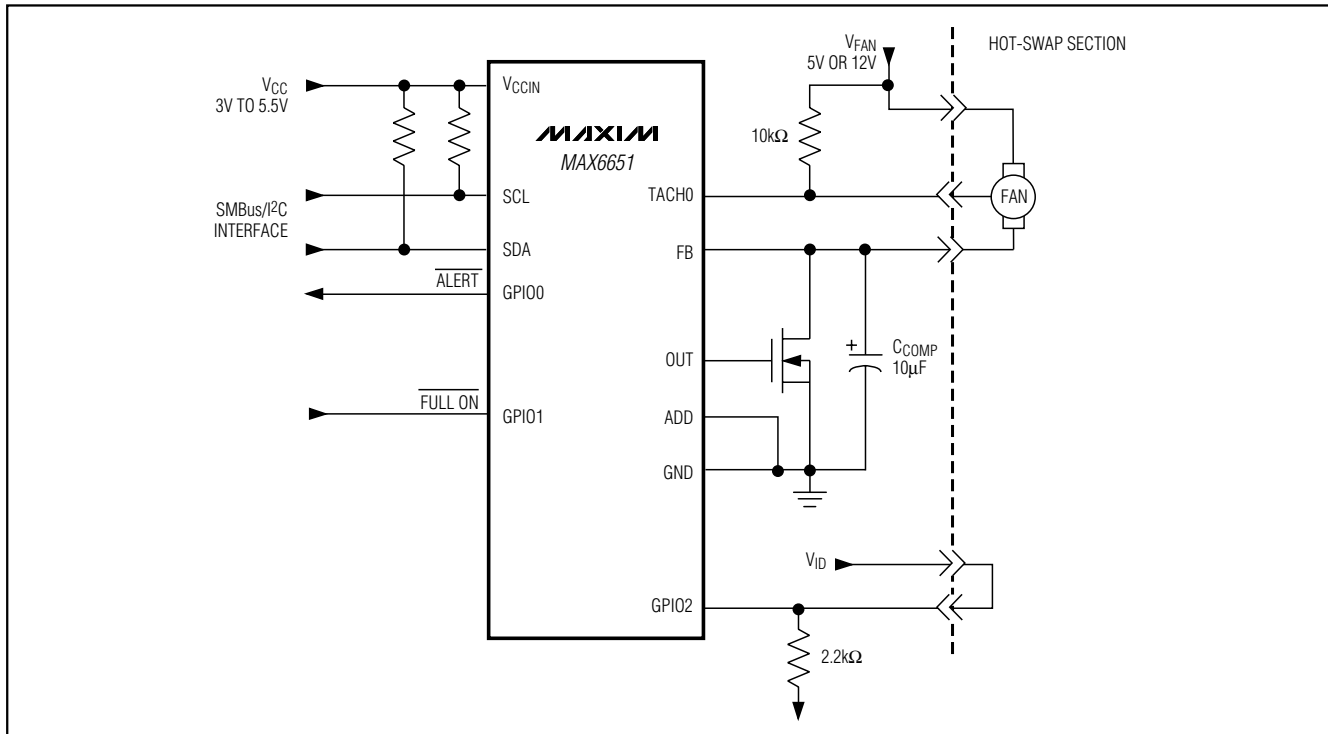 VFAN
5V OR 12V
HOT-SWAP SECTION
VCC
3V TO 5.5V
VCCIN
MAXIM
MAX6651
10kΩ
SCL
TACH0
FAN
SMBus/I2C
INTERFACE
SDA
FB
ALERT
GPIO0
OUT
+
CCOMP
10µF
FULL ON
GPIO1
ADD
GND
VID
GPIO2
2.2kΩ